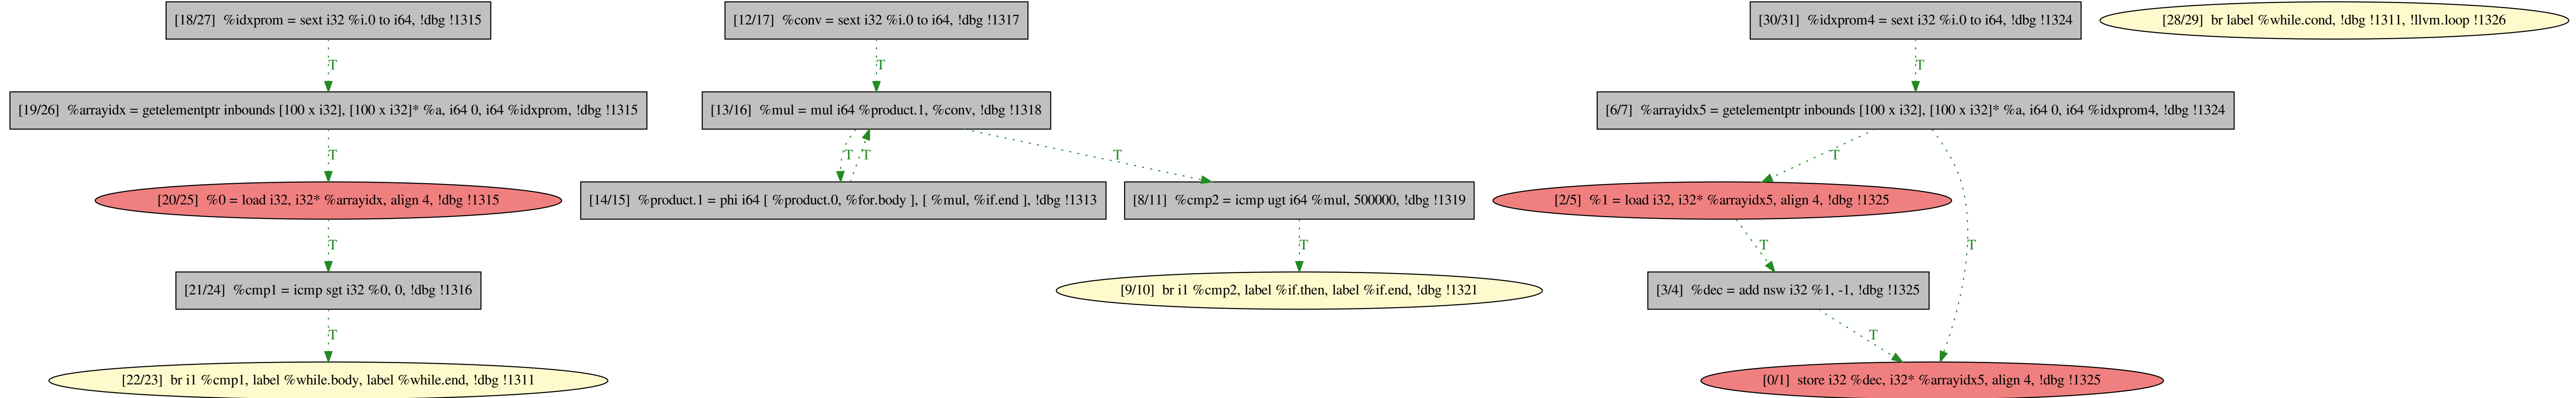 [18/27] %idxprom = sext i32 %i.0 to i64, !dbg !1315
[12/17] %conv = sext i32 %i.0 to i64, !dbg !1317
[30/31] %idxprom4 = sext i32 %i.0 to i64, !dbg !1324
[28/29] br label %while.cond, !dbg !1311, !llvm.loop !1326
T
T
T
[19/26] %arrayidx = getelementptr inbounds [100 x i32], [100 x i32]* %a, i64 0, i64 %idxprom, !dbg !1315
[13/16] %mul = mul i64 %product.1, %conv, !dbg !1318
[6/7] %arrayidx5 = getelementptr inbounds [100 x i32], [100 x i32]* %a, i64 0, i64 %idxprom4, !dbg !1324
T
T
T
T
T
[20/25] %0 = load i32, i32* %arrayidx, align 4, !dbg !1315
[14/15] %product.1 = phi i64 [ %product.0, %for.body ], [ %mul, %if.end ], !dbg !1313
[8/11] %cmp2 = icmp ugt i64 %mul, 500000, !dbg !1319
[2/5] %1 = load i32, i32* %arrayidx5, align 4, !dbg !1325
T
T
T
T
[21/24] %cmp1 = icmp sgt i32 %0, 0, !dbg !1316
[9/10] br i1 %cmp2, label %if.then, label %if.end, !dbg !1321
[3/4] %dec = add nsw i32 %1, -1, !dbg !1325
T
T
[22/23] br i1 %cmp1, label %while.body, label %while.end, !dbg !1311
[0/1] store i32 %dec, i32* %arrayidx5, align 4, !dbg !1325